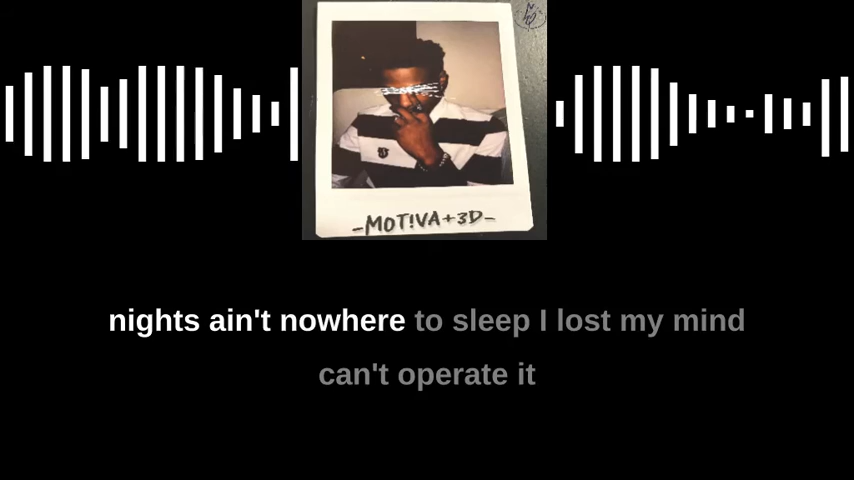 -MOT!VA+3D-
nights ain't nowhere to sleep I lost my mind
can't operate it